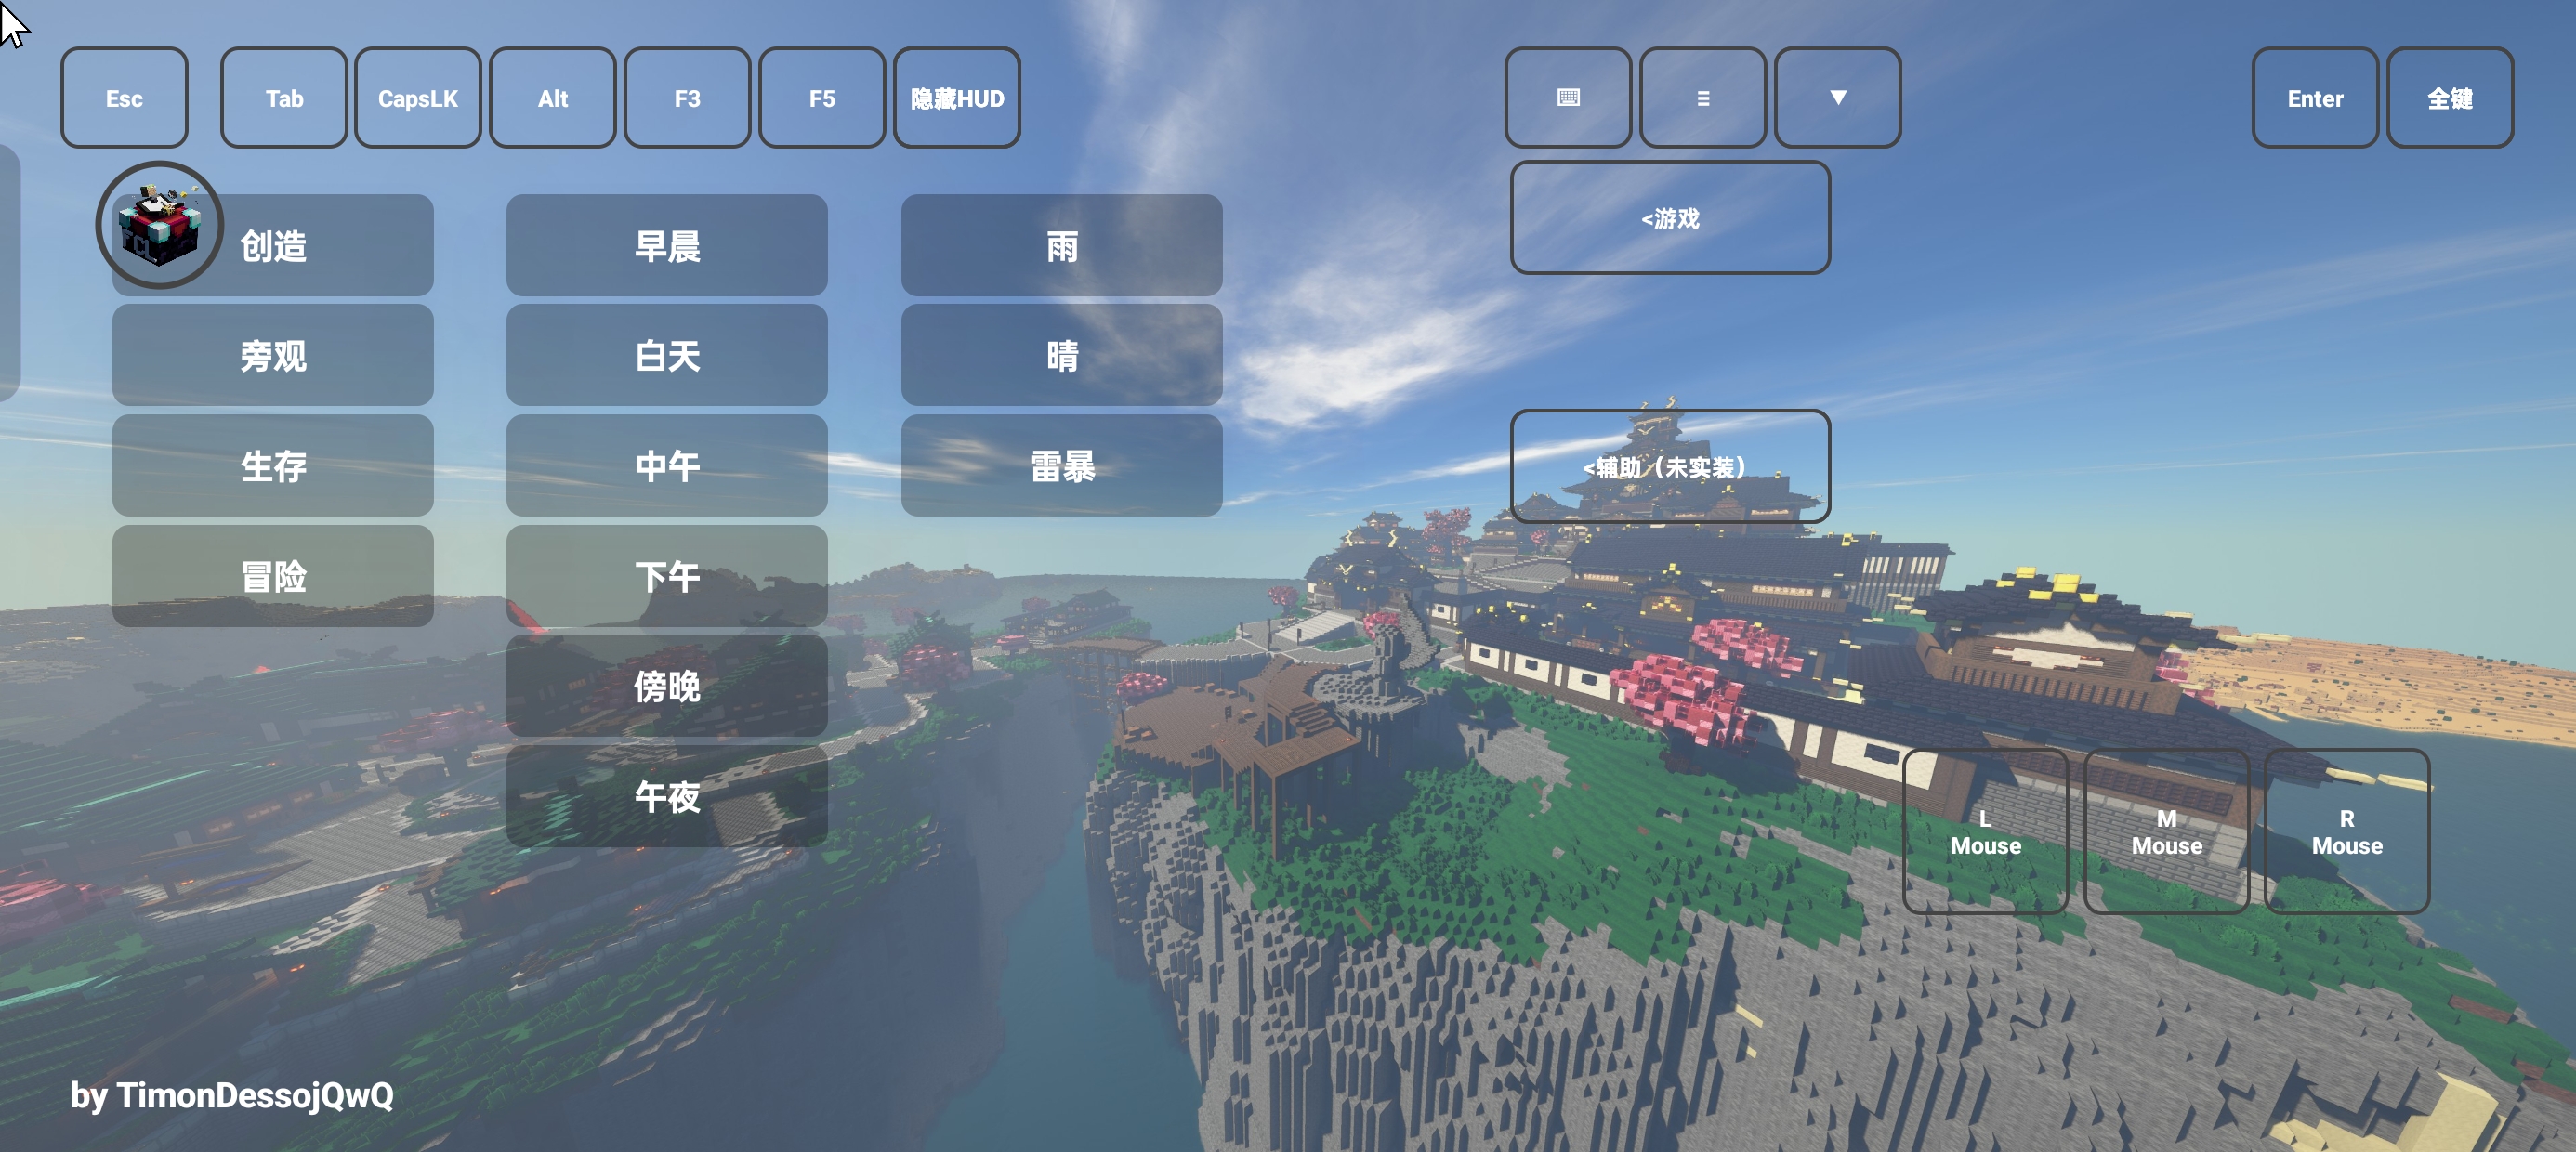 Esc
Tab
CapsLK
Alt
F3
F5
隐藏HUD
Enter
全键
<游戏
创造
早晨
雨
旁观
白天
晴
生存
中午
雷暴
<辅助（未实装）
冒险
下午
傍晚
午夜
L
Mouse
M
Mouse
R
Mouse
by TimonDessojQwQ
FCL